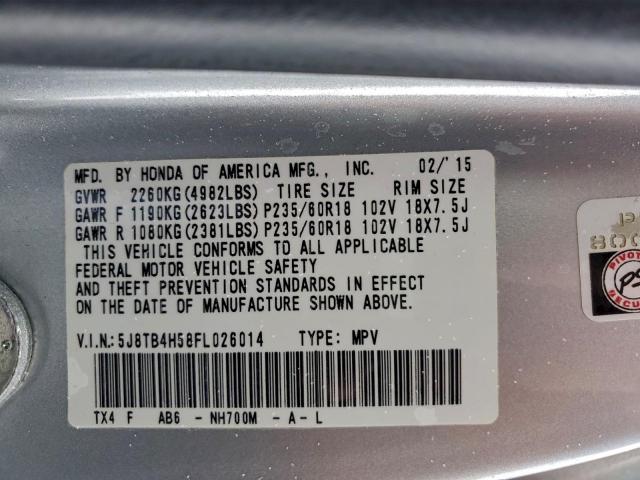 MFD. BY HONDA OF AMERICA MFG., INC. 02/'15
GVWR 2260KG(4982LBS) TIRE SIZE RIM SIZE
GAWR F 1190KG(2623LBS)P235/60R18 102V 18X7.5J
GAWR R 1080KG(2381LBS)P235/60R18 102V 18X7.5J
THIS VEHICLE CONFORMS TO ALL APPLICABLE
FEDERAL MOTOR VEHICLE SAFETY
AND THEFT PREVENTION STANDARDS IN EFFECT
ON THE DATE OF MANUFACTURE SHOWN ABOVE.
V.I.N.:5J8TB4H58FL026014 TYPE: MPV
TX4 F AB6 - NH700M - A - L